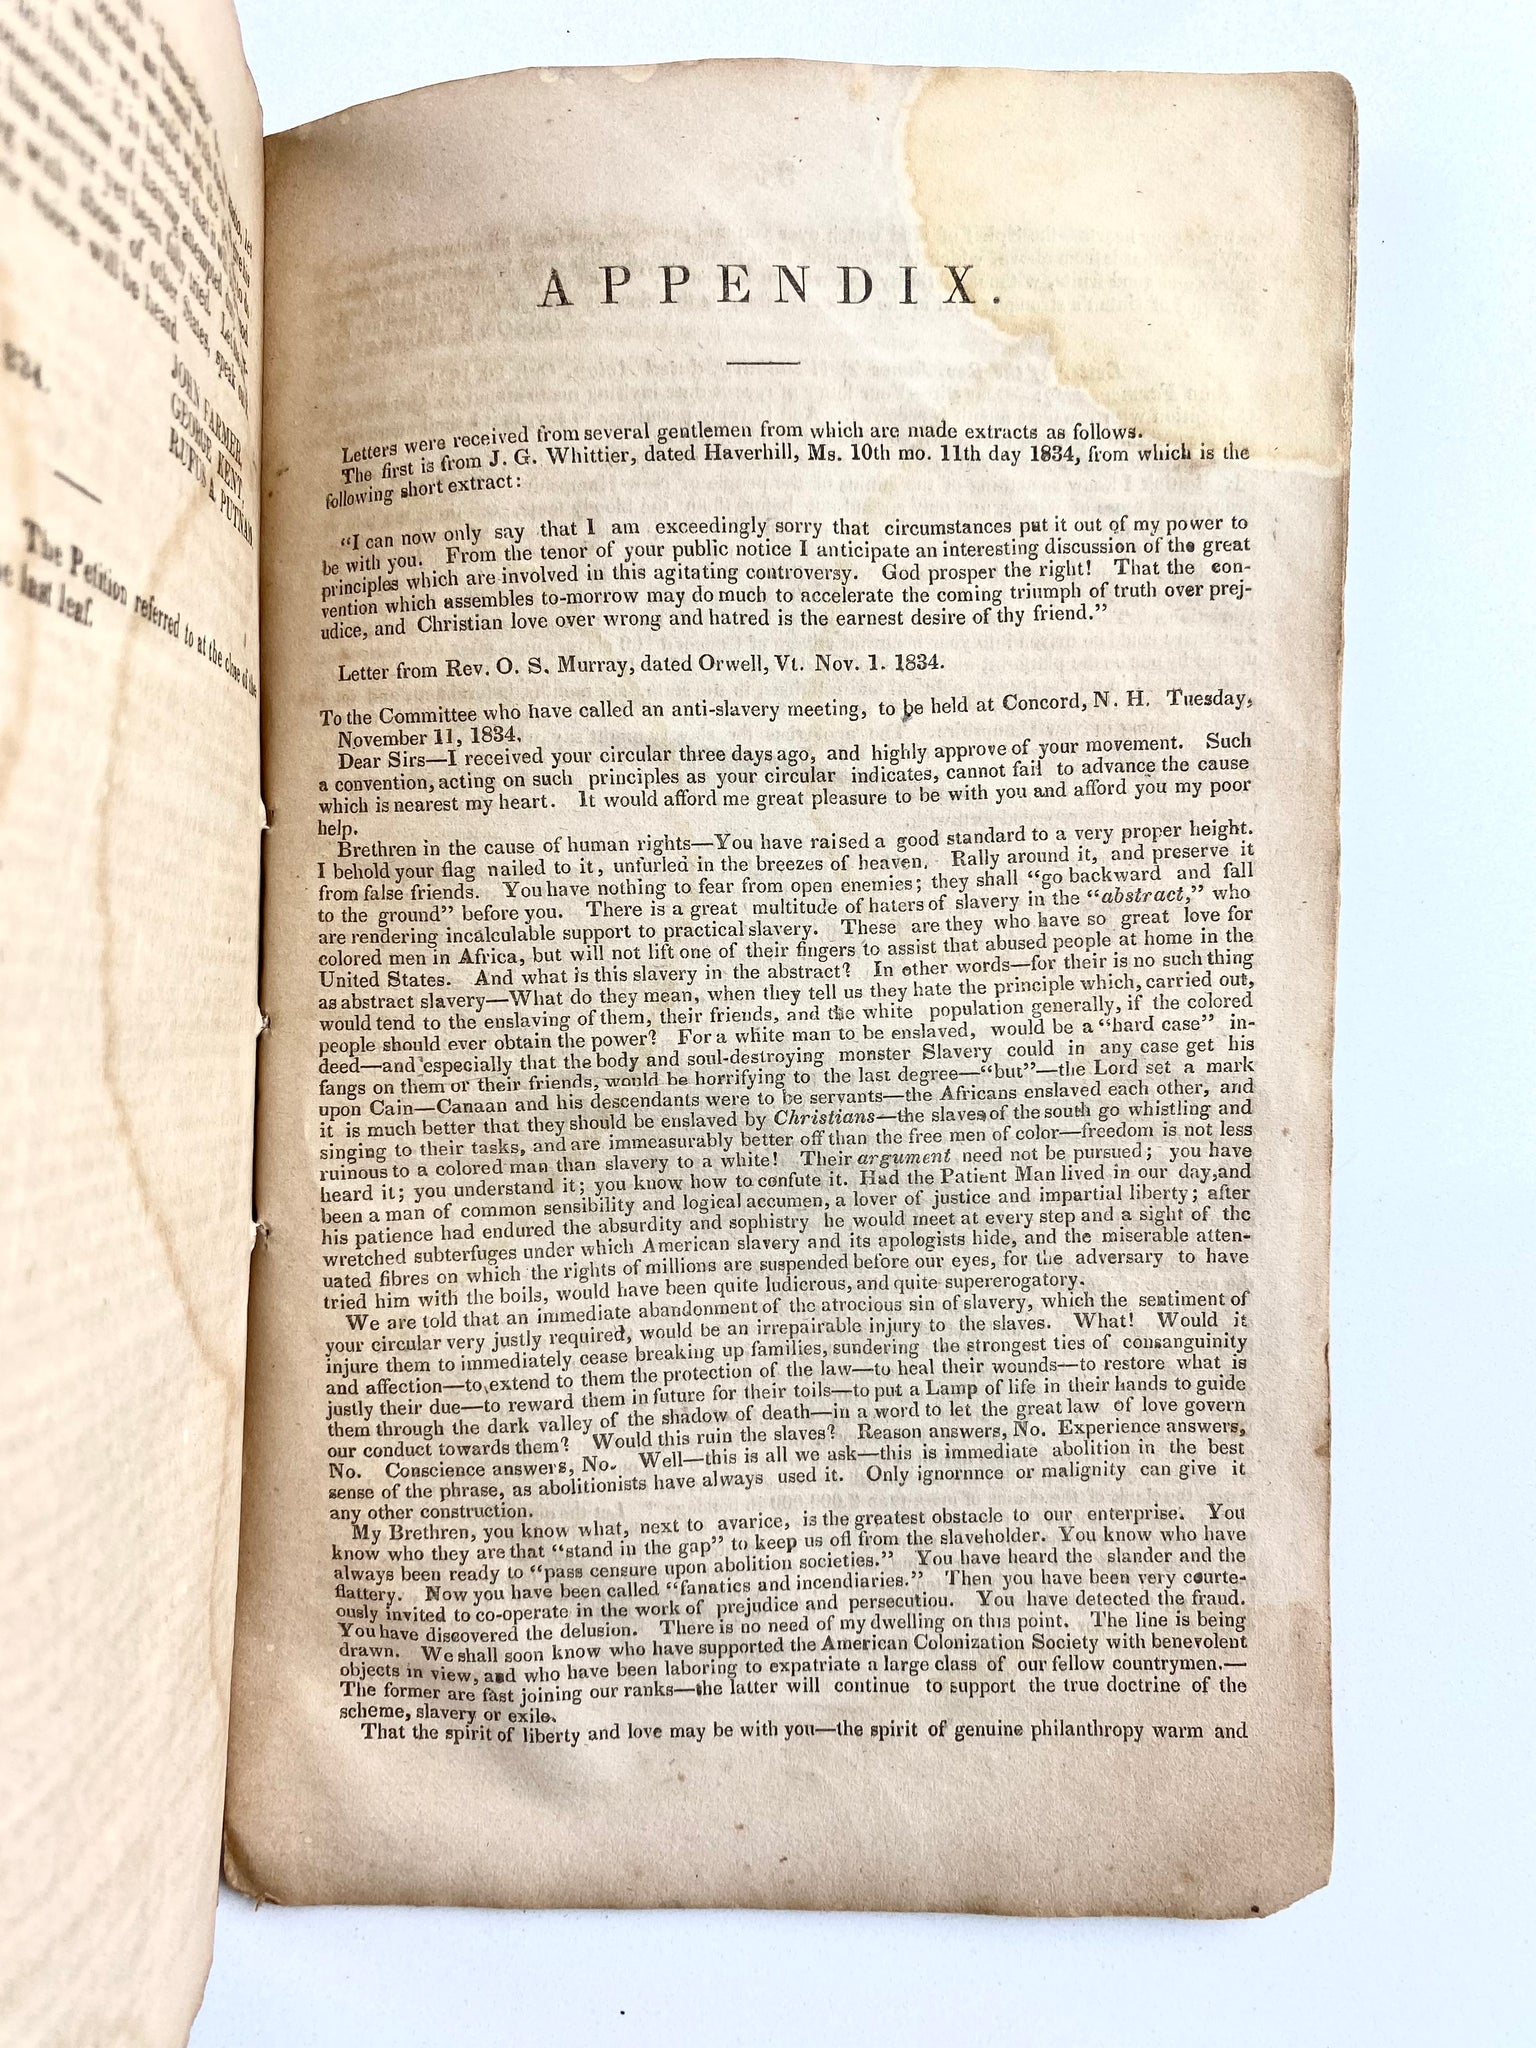 JOHN FARMER,
GEORGE KENT,
RUFUS A. PUTNAM
The Petition referred to at the close of the
last leaf.
APPENDIX.
Letters were received from several gentlemen from which are made extracts as follows.
The first is from J. G. Whittier, dated Haverhill, Ms. 10th mo. 11th day 1834, from which is the
following short extract:
“I can now only say that I am exceedingly sorry that circumstances put it out of my power to
be with you. From the tenor of your public notice I anticipate an interesting discussion of the great
principles which are involved in this agitating controversy. God prosper the right! That the con-
vention which assembles to-morrow may do much to accelerate the coming triumph of truth over prej-
udice, and Christian love over wrong and hatred is the earnest desire of thy friend.”
Letter from Rev. O. S. Murray, dated Orwell, Vt. Nov. 1. 1834.
To the Committee who have called an anti-slavery meeting, to be held at Concord, N. H. Tuesday,
November 11, 1834.
Dear Sirs—I received your circular three days ago, and highly approve of your movement. Such
a convention, acting on such principles as your circular indicates, cannot fail to advance the cause
which is nearest my heart. It would afford me great pleasure to be with you and afford you my poor
help.
Brethren in the cause of human rights—You have raised a good standard to a very proper height.
I behold your flag nailed to it, unfurled in the breezes of heaven. Rally around it, and preserve it
from false friends. You have nothing to fear from open enemies; they shall “go backward and fall
to the ground” before you. There is a great multitude of haters of slavery in the “abstract,” who
are rendering incalculable support to practical slavery. These are they who have so great love for
colored men in Africa, but will not lift one of their fingers to assist that abused people at home in the
United States. And what is this slavery in the abstract? In other words—for their is no such thing
as abstract slavery—What do they mean, when they tell us they hate the principle which, carried out,
would tend to the enslaving of them, their friends, and the white population generally, if the colored
people should ever obtain the power? For a white man to be enslaved, would be a “hard case” in-
deed—and especially that the body and soul-destroying monster Slavery could in any case get his
fangs on them or their friends, would be horrifying to the last degree—“but”—the Lord set a mark
upon Cain—Canaan and his descendants were to be servants—the Africans enslaved each other, and
it is much better that they should be enslaved by Christians—the slaves of the south go whistling and
singing to their tasks, and are immeasurably better off than the free men of color—freedom is not less
ruinous to a colored man than slavery to a white! Their argument need not be pursued; you have
heard it; you understand it; you know how to confute it. Had the Patient Man lived in our day, and
been a man of common sensibility and logical accumen, a lover of justice and impartial liberty; after
his patience had endured the absurdity and sophistry he would meet at every step and a sight of the
wretched subterfuges under which American slavery and its apologists hide, and the miserable atten-
uated fibres on which the rights of millions are suspended before our eyes, for the adversary to have
tried him with the boils, would have been quite ludicrous, and quite supererogatory.
We are told that an immediate abandonment of the atrocious sin of slavery, which the sentiment of
your circular very justly required, would be an irrepairable injury to the slaves. What! Would it
injure them to immediately cease breaking up families, sundering the strongest ties of consanguinity
and affection—to extend to them the protection of the law—to heal their wounds—to restore what is
justly their due—to reward them in future for their toils—to put a Lamp of life in their hands to guide
them through the dark valley of the shadow of death—in a word to let the great law of love govern
our conduct towards them? Would this ruin the slaves? Reason answers, No. Experience answers,
No. Conscience answers, No. Well—this is all we ask—this is immediate abolition in the best
sense of the phrase, as abolitionists have always used it. Only ignornnce or malignity can give it
any other construction.
My Brethren, you know what, next to avarice, is the greatest obstacle to our enterprise. You
know who they are that “stand in the gap” to keep us ofl from the slaveholder. You know who have
always been ready to “pass censure upon abolition societies.” You have heard the slander and the
flattery. Now you have been called “fanatics and incendiaries.” Then you have been very courte-
ously invited to co-operate in the work of prejudice and persecutiou. You have detected the fraud.
You have discovered the delusion. There is no need of my dwelling on this point. The line is being
drawn. We shall soon know who have supported the American Colonization Society with benevolent
objects in view, and who have been laboring to expatriate a large class of our fellow countrymen.—
The former are fast joining our ranks—the latter will continue to support the true doctrine of the
scheme, slavery or exile.
That the spirit of liberty and love may be with you—the spirit of genuine philanthropy warm and